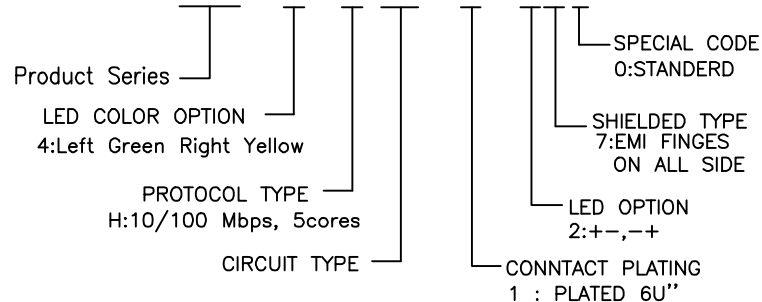 SPECIAL CODE
0:STANDERD
Product Series
LED COLOR OPTION
4:Left Green Right Yellow
SHIELDED TYPE
7:EMI FINGES
ON ALL SIDE
PROTOCOL TYPE
H:10/100 Mbps, 5cores
LED OPTION
2:+-,-+
CIRCUIT TYPE
CONNTACT PLATING
1 : PLATED 6U''